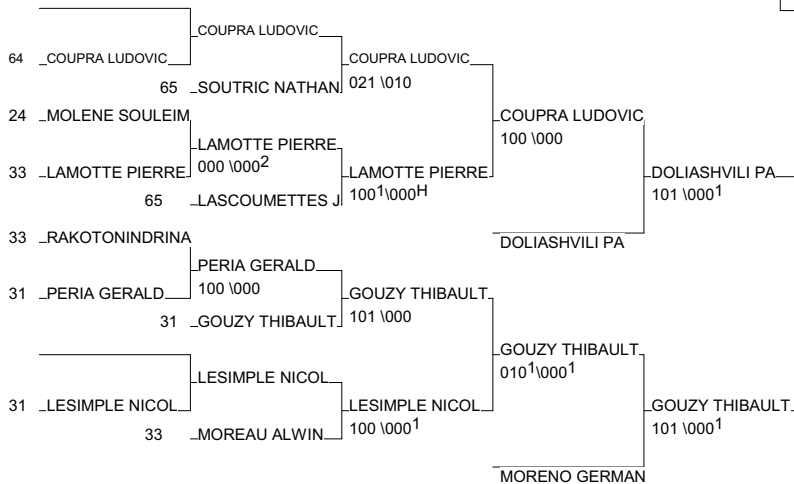 COUPRA LUDOVIC
64 COUPRA LUDOVIC COUPRA LUDOVIC
65 SOUTRIC NATHAN 021 \010
24 MOLENE SOULEIM COUPRA LUDOVIC
LAMOTTE PIERRE 100 \000
000 \000²
33 LAMOTTE PIERRE LAMOTTE PIERRE DOLIASHVILI PA
65 LASCOUMETTES J 100¹\000H 101 \000¹
33 RAKOTONINDRINA DOLIASHVILI PA
PERIA GERALD
31 PERIA GERALD 100 \000 GOUZY THIBAULT
31 GOUZY THIBAULT 101 \000
GOUZY THIBAULT
LESIMPLE NICOL 010¹\000¹
31 LESIMPLE NICOL LESIMPLE NICOL GOUZY THIBAULT
33 MOREAU ALWIN 100 \000¹ 101 \000¹
MORENO GERMAN